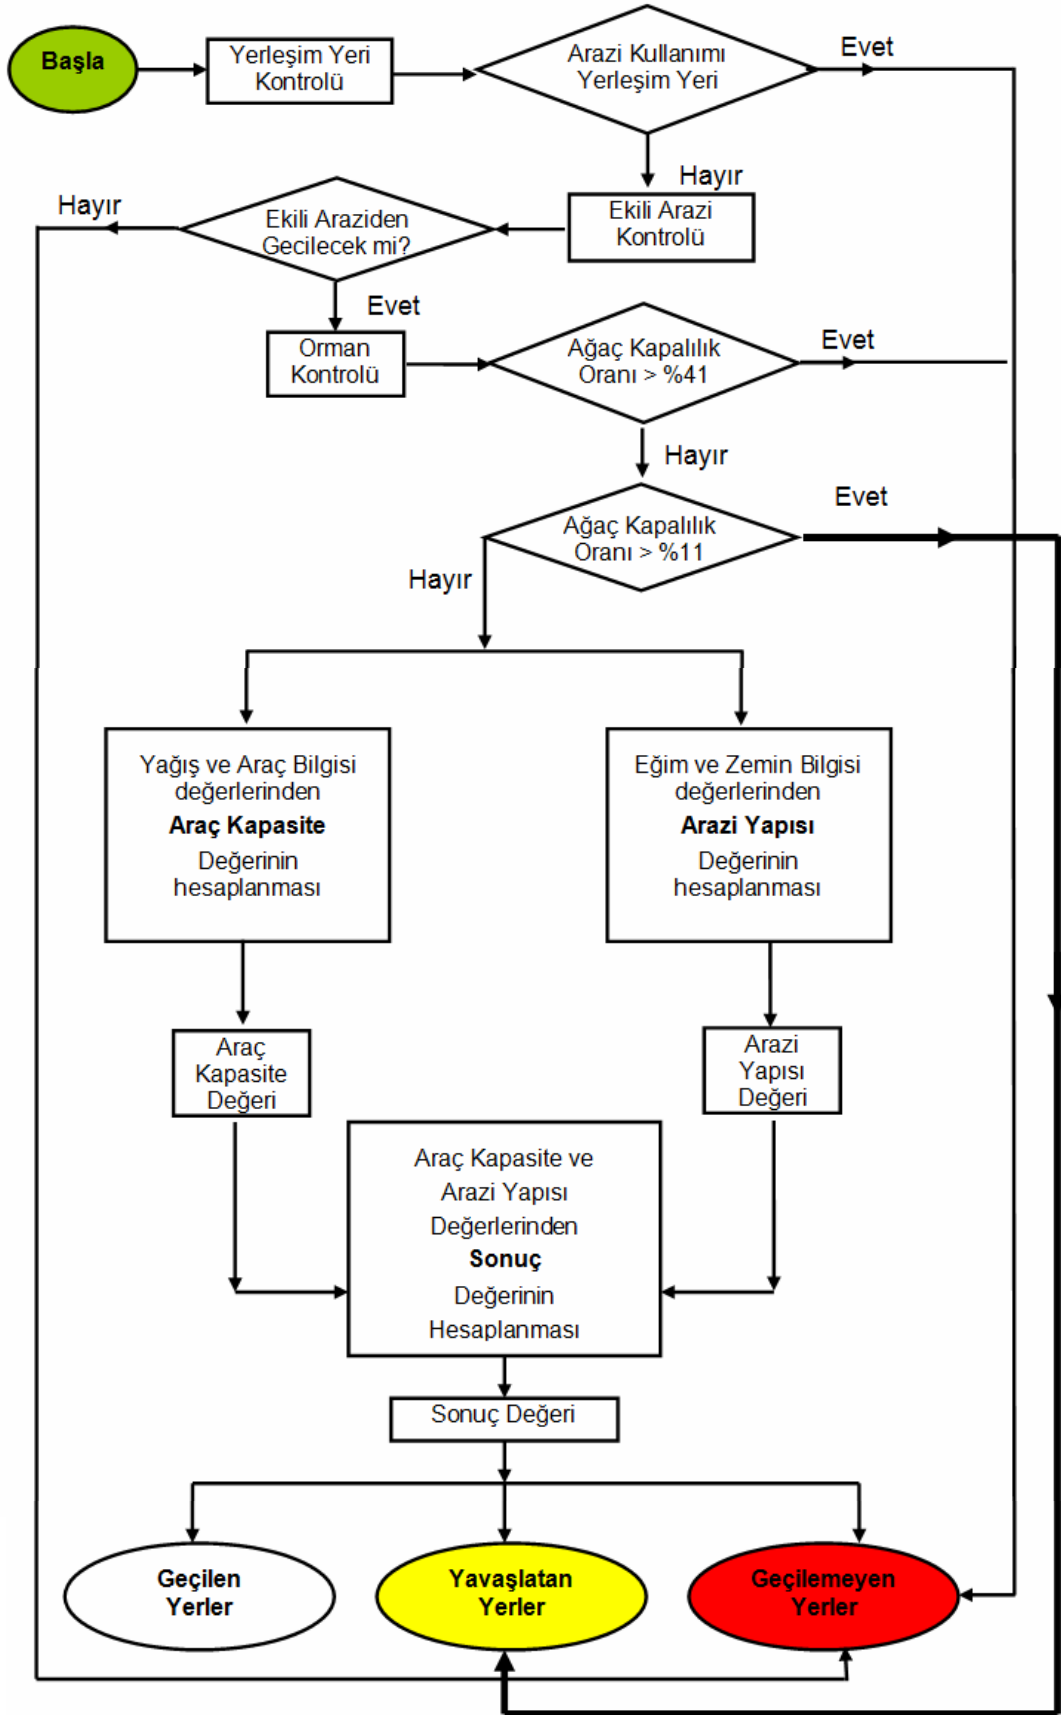 Başla
Yerleşim Yeri
Kontrolü
Arazi Kullanımı
Yerleşim Yeri
Evet
Hayır
Ekili Arazi
Kontrolü
Ekili Araziden
Gecilecek mi?
Hayır
Evet
Orman
Kontrolü
Ağaç Kapalılık
Oranı > %41
Evet
Hayır
Ağaç Kapalılık
Oranı > %11
Evet
Hayır
Yağış ve Araç Bilgisi
değerlerinden
Araç Kapasite
Değerinin
hesaplanması
Eğim ve Zemin Bilgisi
değerlerinden
Arazi Yapısı
Değerinin
hesaplanması
Araç
Kapasite
Değeri
Arazi
Yapısı
Değeri
Araç Kapasite ve
Arazi Yapısı
Değerlerinden
Sonuç
Değerinin
Hesaplanması
Sonuç Değeri
Geçilen
Yerler
Yavaşlatan
Yerler
Geçilemeyen
Yerler